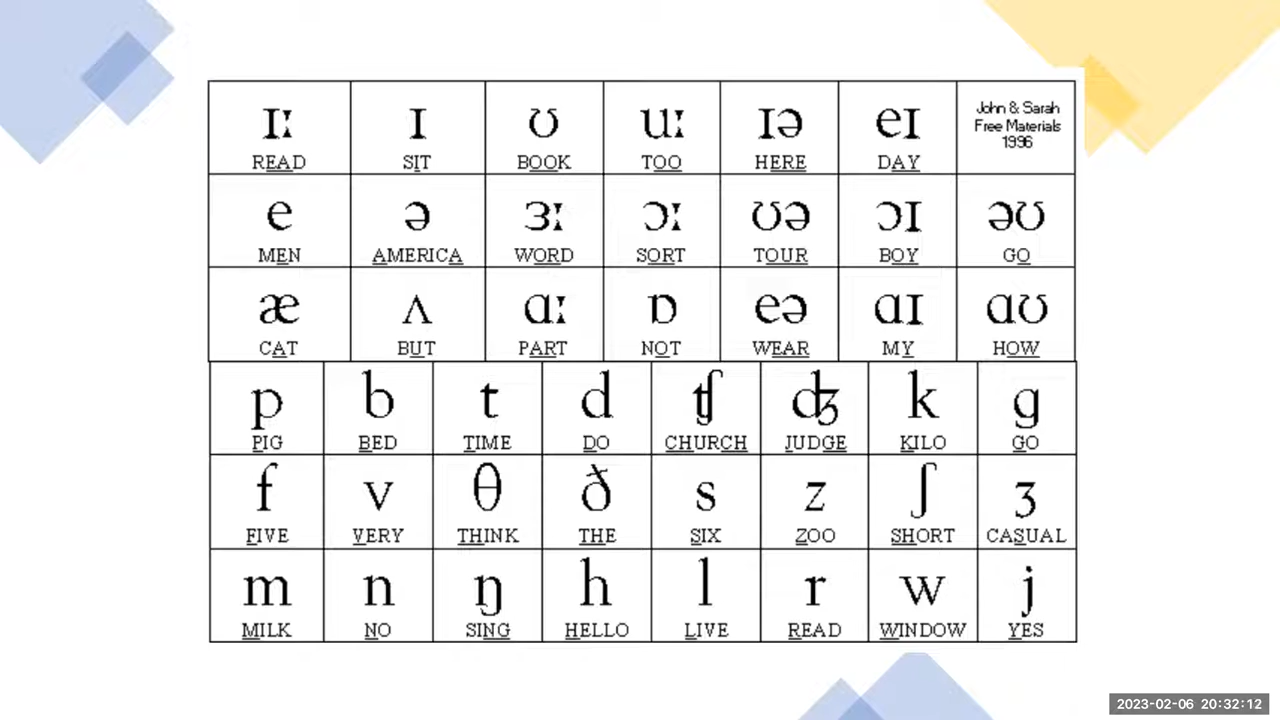 ɪː ɪ ʊ uː ɪə eɪ John & Sarah
Free Materials
1996
READ SIT BOOK TOO HERE DAY
e ə ɜː ɔː ʊə ɔɪ əʊ
MEN AMERICA WORD SORT TOUR BOY GO
æ ʌ ɑː ɒ eə ɑɪ ɑʊ
CAT BUT PART NOT WEAR MY HOW
p b t d ʧ ʤ k g
PIG BED TIME DO CHURCH JUDGE KILO GO
f v θ ð s z ʃ ʒ
FIVE VERY THINK THE SIX ZOO SHORT CASUAL
m n ŋ h l r w j
MILK NO SING HELLO LIVE READ WINDOW YES
2023-02-06 20:32:12